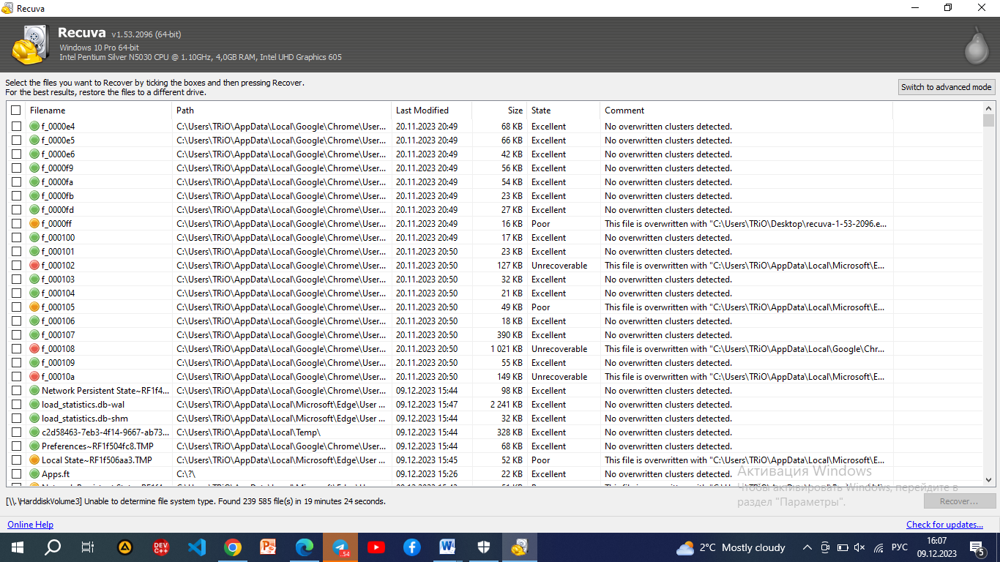 Recuva
Recuva v1.53.2096 (64-bit)
Windows 10 Pro 64-bit
Intel Pentium Silver N5030 CPU @ 1.10GHz, 4,0GB RAM, Intel UHD Graphics 605
Select the files you want to Recover by ticking the boxes and then pressing Recover.
For the best results, restore the files to a different drive.
Switch to advanced mode
Filename Path Last Modified Size State Comment
f_0000e4 C:\Users\TRiO\AppData\Local\Google\Chrome\User... 20.11.2023 20:49 68 KB Excellent No overwritten clusters detected.
f_0000e5 C:\Users\TRiO\AppData\Local\Google\Chrome\User... 20.11.2023 20:49 66 KB Excellent No overwritten clusters detected.
f_0000e6 C:\Users\TRiO\AppData\Local\Google\Chrome\User... 20.11.2023 20:49 42 KB Excellent No overwritten clusters detected.
f_0000f9 C:\Users\TRiO\AppData\Local\Google\Chrome\User... 20.11.2023 20:49 56 KB Excellent No overwritten clusters detected.
f_0000fa C:\Users\TRiO\AppData\Local\Google\Chrome\User... 20.11.2023 20:49 54 KB Excellent No overwritten clusters detected.
f_0000fb C:\Users\TRiO\AppData\Local\Google\Chrome\User... 20.11.2023 20:49 23 KB Excellent No overwritten clusters detected.
f_0000fd C:\Users\TRiO\AppData\Local\Google\Chrome\User... 20.11.2023 20:49 27 KB Excellent No overwritten clusters detected.
f_0000ff C:\Users\TRiO\AppData\Local\Google\Chrome\User... 20.11.2023 20:49 16 KB Poor This file is overwritten with "C:\Users\TRiO\Desktop\recuva-1-53-2096.e...
f_000100 C:\Users\TRiO\AppData\Local\Google\Chrome\User... 20.11.2023 20:49 17 KB Excellent No overwritten clusters detected.
f_000101 C:\Users\TRiO\AppData\Local\Google\Chrome\User... 20.11.2023 20:50 23 KB Excellent No overwritten clusters detected.
f_000102 C:\Users\TRiO\AppData\Local\Google\Chrome\User... 20.11.2023 20:50 127 KB Unrecoverable This file is overwritten with "C:\Users\TRiO\AppData\Local\Microsoft\E...
f_000103 C:\Users\TRiO\AppData\Local\Google\Chrome\User... 20.11.2023 20:50 32 KB Excellent No overwritten clusters detected.
f_000104 C:\Users\TRiO\AppData\Local\Google\Chrome\User... 20.11.2023 20:50 21 KB Excellent No overwritten clusters detected.
f_000105 C:\Users\TRiO\AppData\Local\Google\Chrome\User... 20.11.2023 20:50 49 KB Poor This file is overwritten with "C:\Users\TRiO\AppData\Local\Microsoft\E...
f_000106 C:\Users\TRiO\AppData\Local\Google\Chrome\User... 20.11.2023 20:50 18 KB Excellent No overwritten clusters detected.
f_000107 C:\Users\TRiO\AppData\Local\Google\Chrome\User... 20.11.2023 20:50 390 KB Excellent No overwritten clusters detected.
f_000108 C:\Users\TRiO\AppData\Local\Google\Chrome\User... 20.11.2023 20:50 1 021 KB Unrecoverable This file is overwritten with "C:\Users\TRiO\AppData\Local\Google\Chr...
f_000109 C:\Users\TRiO\AppData\Local\Google\Chrome\User... 20.11.2023 20:50 55 KB Excellent No overwritten clusters detected.
f_00010a C:\Users\TRiO\AppData\Local\Google\Chrome\User... 20.11.2023 20:50 149 KB Unrecoverable This file is overwritten with "C:\Users\TRiO\AppData\Local\Microsoft\E...
Network Persistent State~RF1f4... C:\Users\TRiO\AppData\Local\Google\Chrome\User... 09.12.2023 15:44 98 KB Excellent No overwritten clusters detected.
load_statistics.db-wal C:\Users\TRiO\AppData\Local\Microsoft\Edge\User ... 09.12.2023 15:47 2 241 KB Excellent No overwritten clusters detected.
load_statistics.db-shm C:\Users\TRiO\AppData\Local\Microsoft\Edge\User ... 09.12.2023 15:44 32 KB Excellent No overwritten clusters detected.
c2d58463-7eb3-4f14-9667-ab73... C:\Users\TRiO\AppData\Local\Temp\ 09.12.2023 15:44 328 KB Excellent No overwritten clusters detected.
Preferences~RF1f504fc8.TMP C:\Users\TRiO\AppData\Local\Google\Chrome\User... 09.12.2023 15:44 68 KB Excellent No overwritten clusters detected.
Local State~RF1f506aa3.TMP C:\Users\TRiO\AppData\Local\Microsoft\Edge\User ... 09.12.2023 15:45 52 KB Poor This file is overwritten with "C:\Users\TRiO\AppData\Local\Microsoft\E...
Apps.ft C:\?\ 09.12.2023 15:26 22 KB Excellent No overwritten clusters detected.
Активация Windows
Чтобы активировать Windows, перейдите в
раздел "Параметры".
[\\.\HarddiskVolume3] Unable to determine file system type. Found 239 585 file(s) in 19 minutes 24 seconds.
Recover...
Online Help
Check for updates...
DEV
C++
54
2°C Mostly cloudy
РУС
16:07
09.12.2023
5